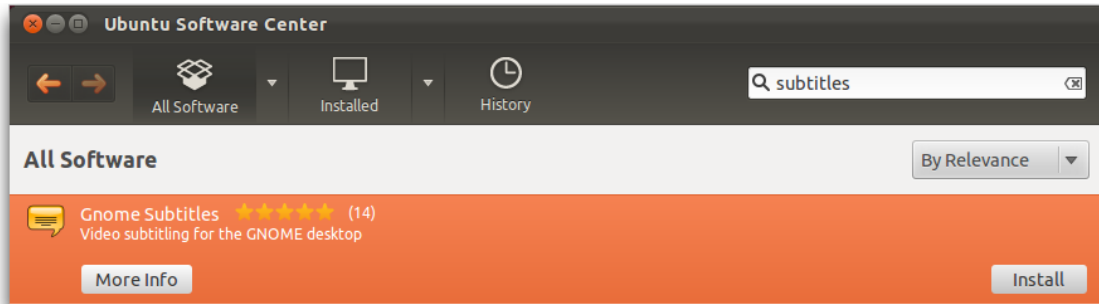 Ubuntu Software Center
All Software
Installed
History
subtitles
All Software
By Relevance
Gnome Subtitles (14)
Video subtitling for the GNOME desktop
More Info
Install